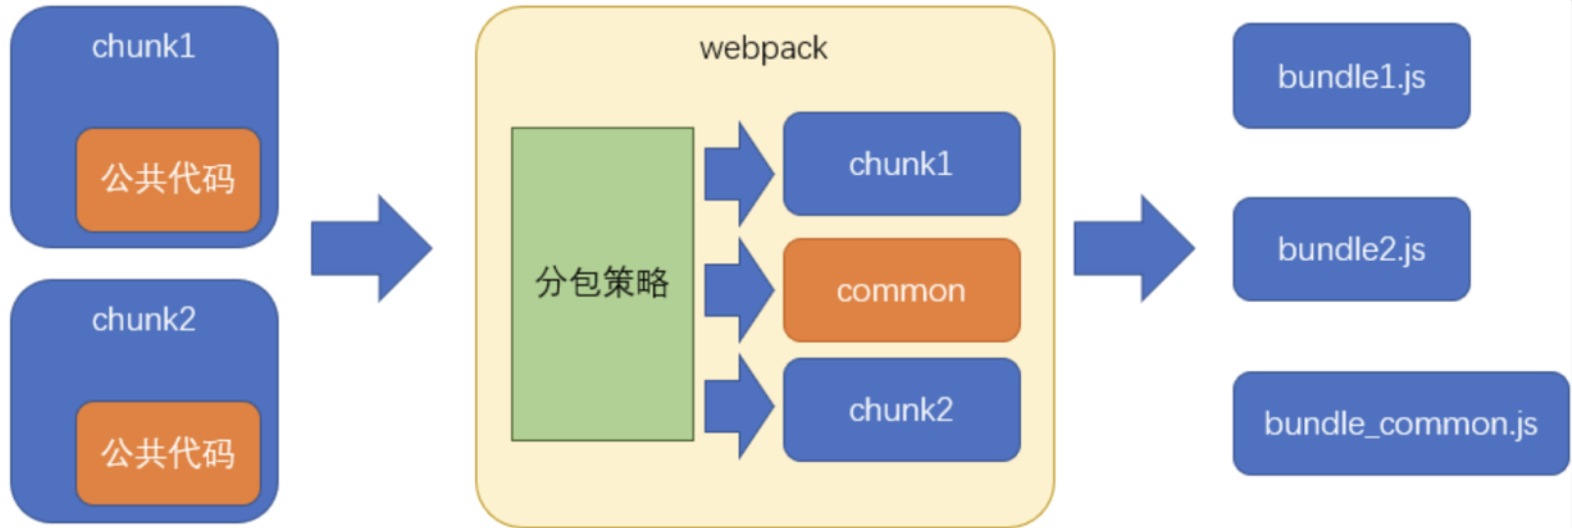 chunk1
公共代码
chunk2
公共代码
webpack
分包策略
chunk1
common
chunk2
bundle1.js
bundle2.js
bundle_common.js